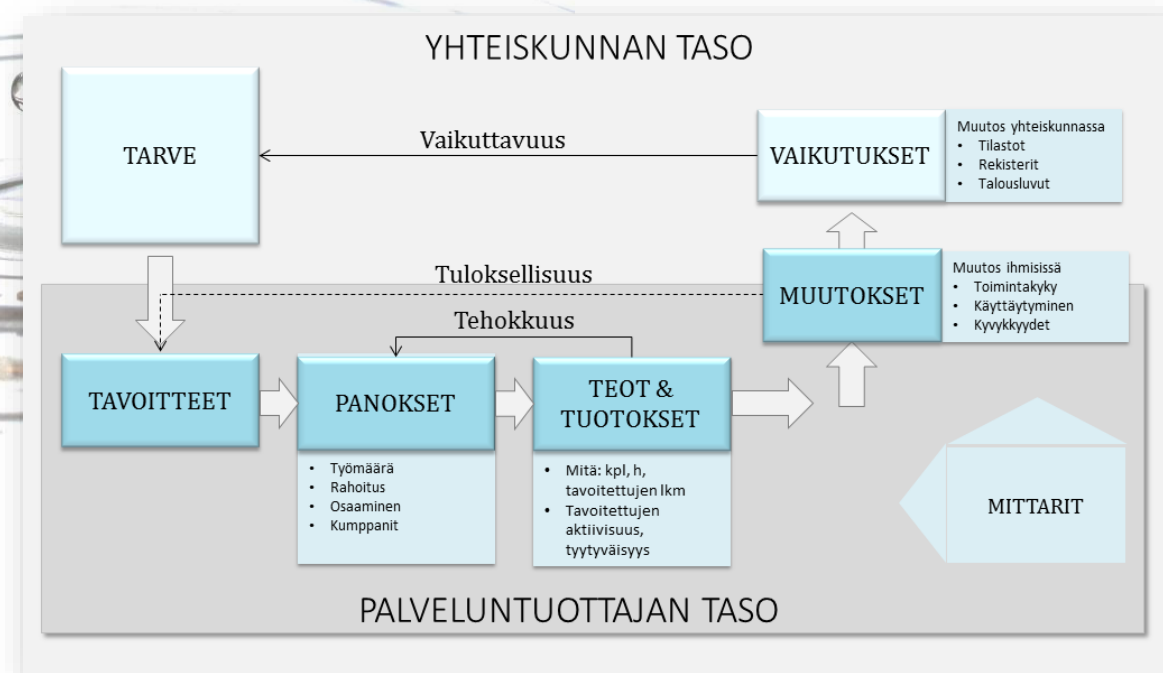 YHTEISKUNNAN TASO
TARVE
Vaikuttavuus
VAIKUTUKSET
Muutos yhteiskunnassa
• Tilastot
• Rekisterit
• Talousluvut
Tuloksellisuus
MUUTOKSET
Muutos ihmisissä
• Toimintakyky
• Käyttäytyminen
• Kyvykkyydet
Tehokkuus
TAVOITTEET
PANOKSET
• Työmäärä
• Rahoitus
• Osaaminen
• Kumppanit
TEOT &
TUOTOKSET
• Mitä: kpl, h,
tavoitettujen lkm
• Tavoitettujen
aktiivisuus,
tyytyväisyys
MITTARIT
PALVELUNTUOTTAJAN TASO